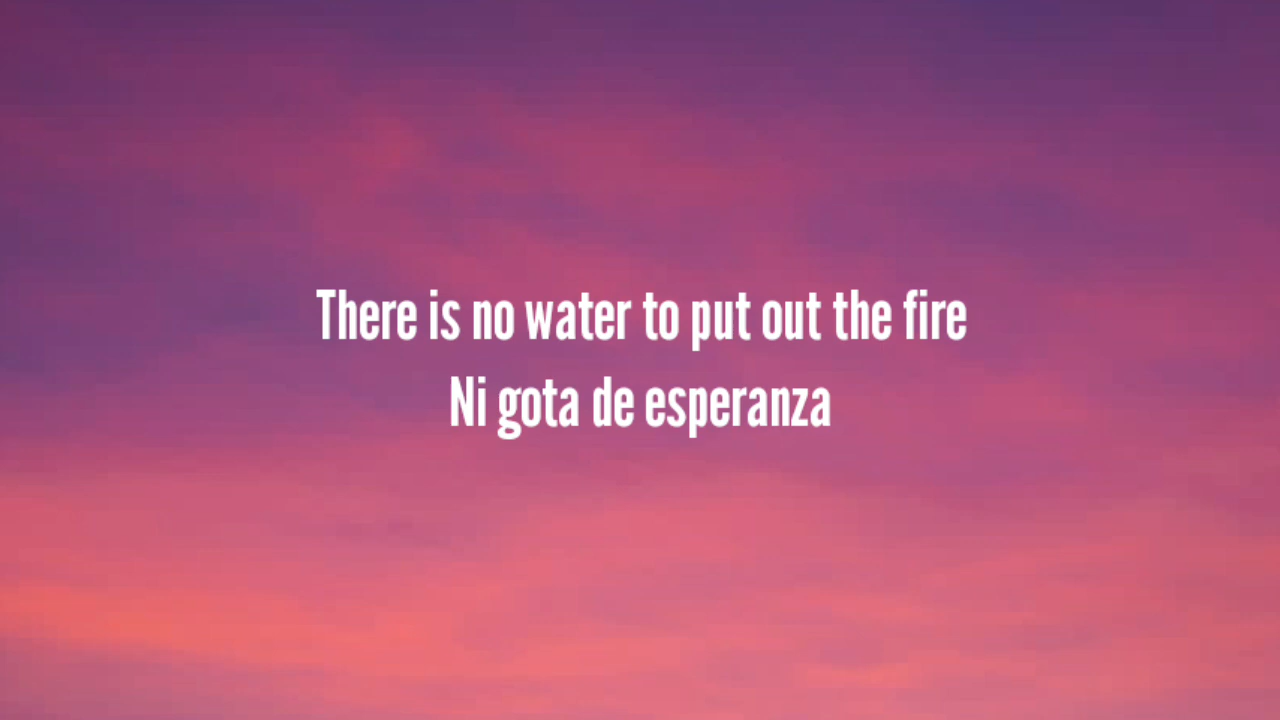 There is no water to put out the fire
Ni gota de esperanza